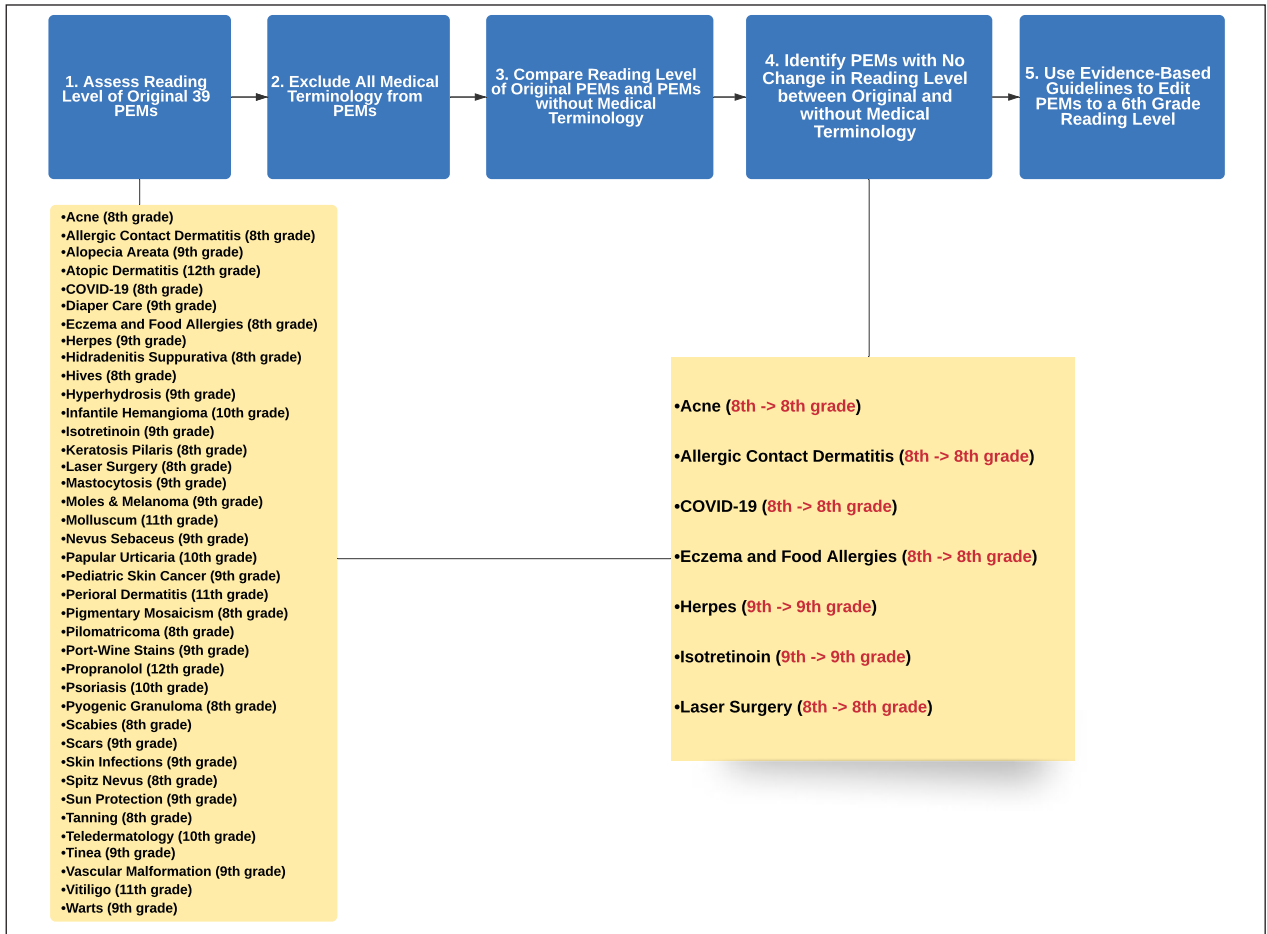 1. Assess Reading
Level of Original 39
PEMs
2. Exclude All Medical
Terminology from
PEMs
3. Compare Reading Level
of Original PEMs and PEMs
without Medical
Terminology
4. Identify PEMs with No
Change in Reading Level
between Original and
without Medical
Terminology
5. Use Evidence-Based
Guidelines to Edit
PEMs to a 6th Grade
Reading Level
•Acne (8th grade)
•Allergic Contact Dermatitis (8th grade)
•Alopecia Areata (9th grade)
•Atopic Dermatitis (12th grade)
•COVID-19 (8th grade)
•Diaper Care (9th grade)
•Eczema and Food Allergies (8th grade)
•Herpes (9th grade)
•Hidradenitis Suppurativa (8th grade)
•Hives (8th grade)
•Hyperhydrosis (9th grade)
•Infantile Hemangioma (10th grade)
•Isotretinoin (9th grade)
•Keratosis Pilaris (8th grade)
•Laser Surgery (8th grade)
•Mastocytosis (9th grade)
•Moles & Melanoma (9th grade)
•Molluscum (11th grade)
•Nevus Sebaceus (9th grade)
•Papular Urticaria (10th grade)
•Pediatric Skin Cancer (9th grade)
•Perioral Dermatitis (11th grade)
•Pigmentary Mosaicism (8th grade)
•Pilomatricoma (8th grade)
•Port-Wine Stains (9th grade)
•Propranolol (12th grade)
•Psoriasis (10th grade)
•Pyogenic Granuloma (8th grade)
•Scabies (8th grade)
•Scars (9th grade)
•Skin Infections (9th grade)
•Spitz Nevus (8th grade)
•Sun Protection (9th grade)
•Tanning (8th grade)
•Teledermatology (10th grade)
•Tinea (9th grade)
•Vascular Malformation (9th grade)
•Vitiligo (11th grade)
•Warts (9th grade)
•Acne (8th -> 8th grade)
•Allergic Contact Dermatitis (8th -> 8th grade)
•COVID-19 (8th -> 8th grade)
•Eczema and Food Allergies (8th -> 8th grade)
•Herpes (9th -> 9th grade)
•Isotretinoin (9th -> 9th grade)
•Laser Surgery (8th -> 8th grade)